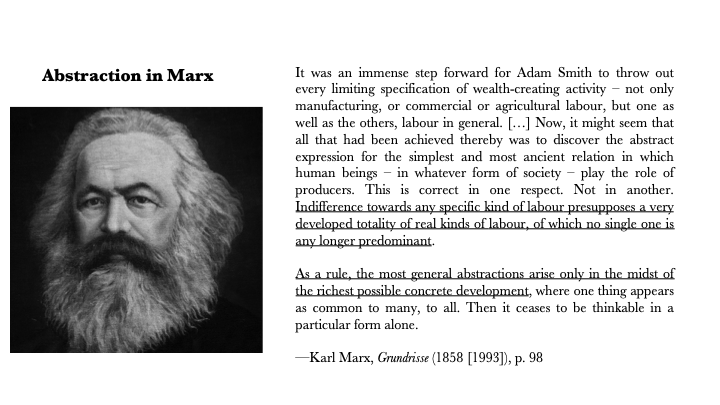 Abstraction in Marx
It was an immense step forward for Adam Smith to throw out
every limiting specification of wealth-creating activity – not only
manufacturing, or commercial or agricultural labour, but one as
well as the others, labour in general. […] Now, it might seem that
all that had been achieved thereby was to discover the abstract
expression for the simplest and most ancient relation in which
human beings – in whatever form of society – play the role of
producers. This is correct in one respect. Not in another.
Indifference towards any specific kind of labour presupposes a very
developed totality of real kinds of labour, of which no single one is
any longer predominant.
As a rule, the most general abstractions arise only in the midst of
the richest possible concrete development, where one thing appears
as common to many, to all. Then it ceases to be thinkable in a
particular form alone.
—Karl Marx, Grundrisse (1858 [1993]), p. 98